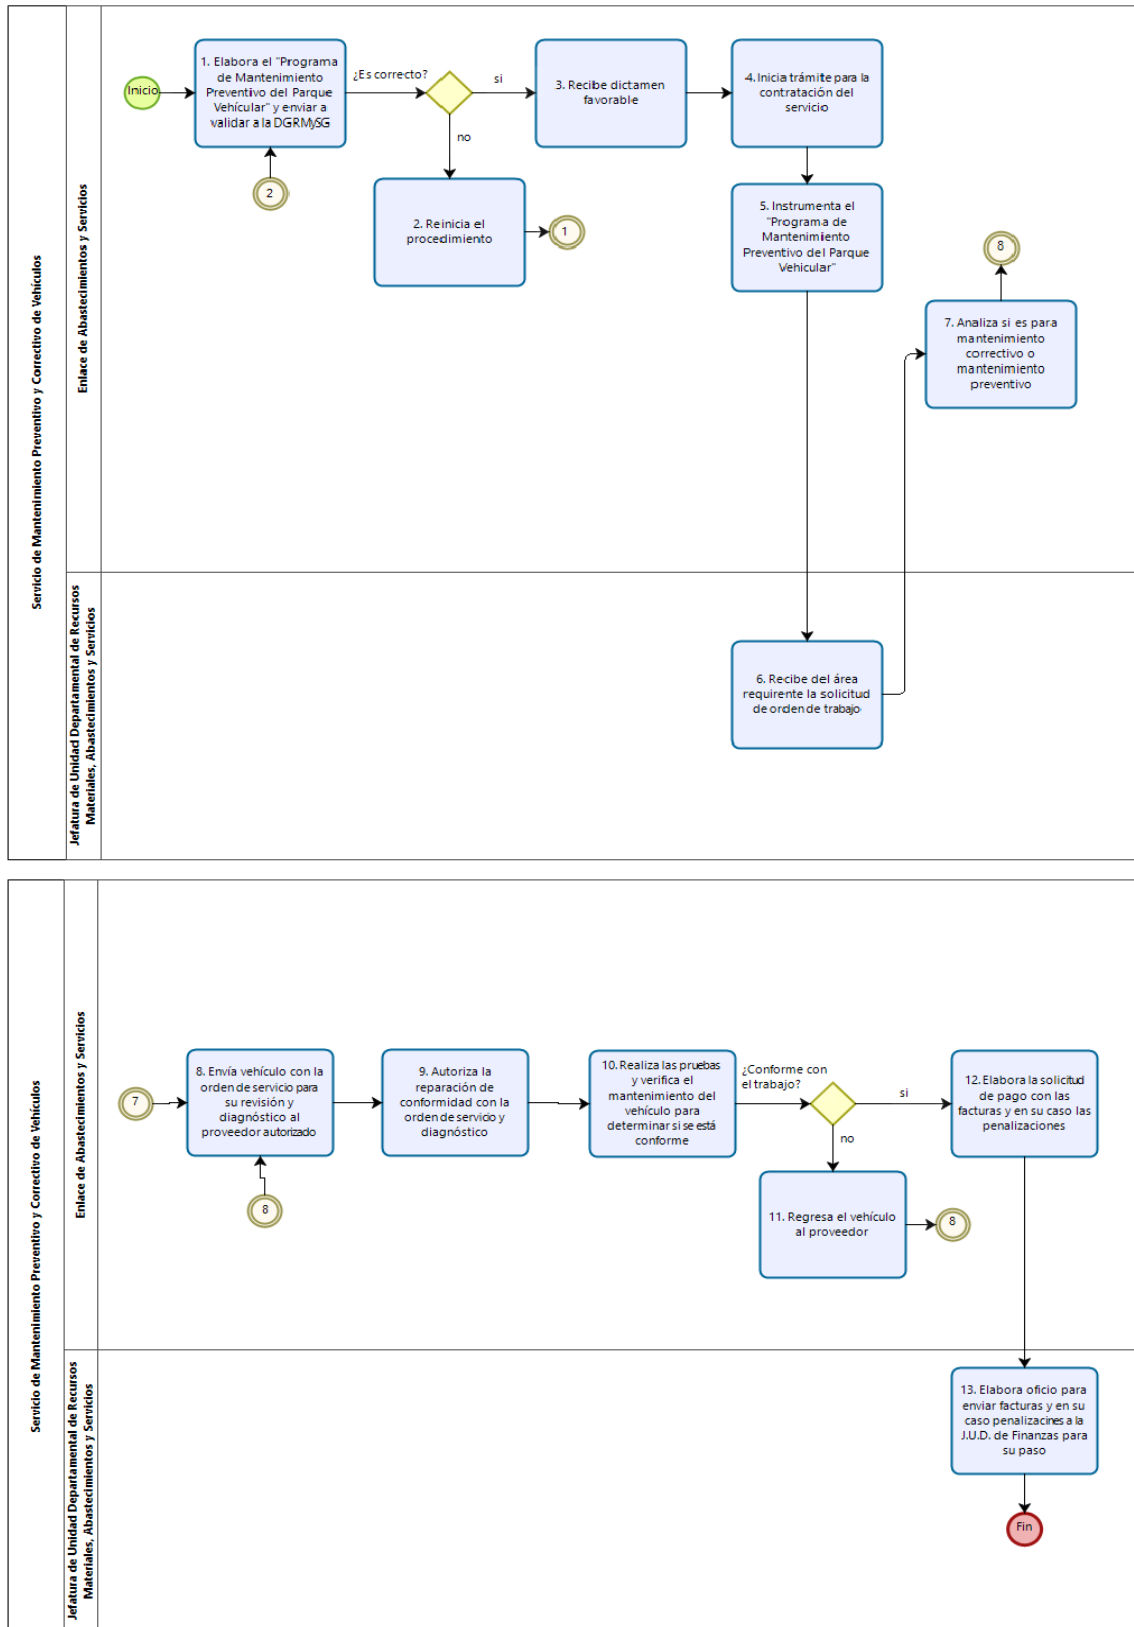 Servicio de Mantenimiento Preventivo y Correctivo de Vehículos
Enlace de Abastecimientos y Servicios
Inicio
1. Elabora el "Programa
de Mantenimiento
Preventivo del Parque
Vehícular" y enviar a
validar a la DGRMySG
¿Es correcto?
si
no
3. Recibe dictamen
favorable
4. Inicia trámite para la
contratación del
servicio
2
2. Reinicia el
procedimiento
1
5. Instrumenta el
"Programa de
Mantenimiento
Preventivo del Parque
Vehicular"
8
7. Analiza si es para
mantenimiento
correctivo o
mantenimiento
preventivo
Jefatura de Unidad Departamental de Recursos
Materiales, Abastecimientos y Servicios
6. Recibe del área
requirente la solicitud
de orden de trabajo
Servicio de Mantenimiento Preventivo y Correctivo de Vehículos
Enlace de Abastecimientos y Servicios
7
8. Envía vehículo con la
orden de servicio para
su revisión y
diagnóstico al
proveedor autorizado
8
9. Autoriza la
reparación de
conformidad con la
orden de servicio y
diagnóstico
10. Realiza las pruebas
y verifica el
mantenimiento del
vehículo para
determinar si se está
conforme
¿Conforme con
el trabajo?
si
no
12. Elabora la solicitud
de pago con las
facturas y en su caso las
penalizaciones
11. Regresa el vehículo
al proveedor
8
Jefatura de Unidad Departamental de Recursos
Materiales, Abastecimientos y Servicios
13. Elabora oficio para
enviar facturas y en su
caso penalizacines a la
J.U.D. de Finanzas para
su paso
Fin